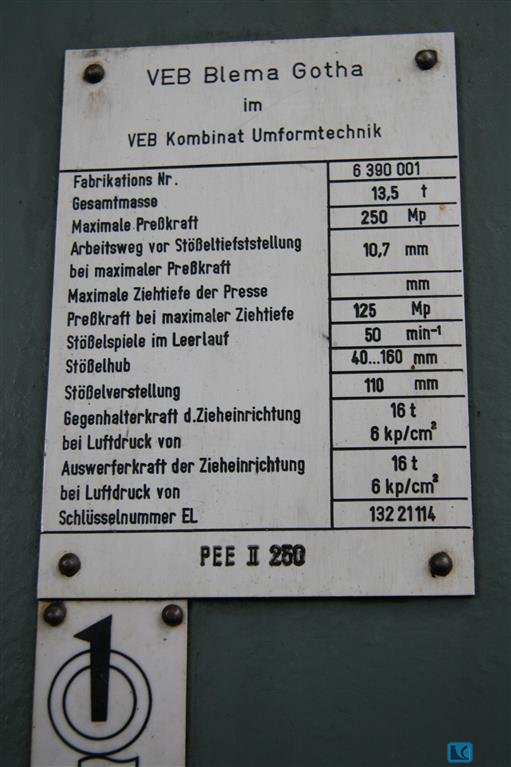 VEB Blema Gotha
im
VEB Kombinat Umformtechnik
Fabrikations Nr. 6 390 001
Gesamtmasse 13,5 t
Maximale Preßkraft 250 Mp
Arbeitsweg vor Stößeltiefststellung
bei maximaler Preßkraft 10,7 mm
Maximale Ziehtiefe der Presse mm
Preßkraft bei maximaler Ziehtiefe 125 Mp
Stößelspiele im Leerlauf 50 min⁻¹
Stößelhub 40...160 mm
Stößelverstellung 110 mm
Gegenhalterkraft d.Zieheinrichtung 16 t
bei Luftdruck von 6 kp/cm²
Auswerferkraft der Zieheinrichtung 16 t
bei Luftdruck von 6 kp/cm²
Schlüsselnummer EL 132 21114
PEE II 250
1